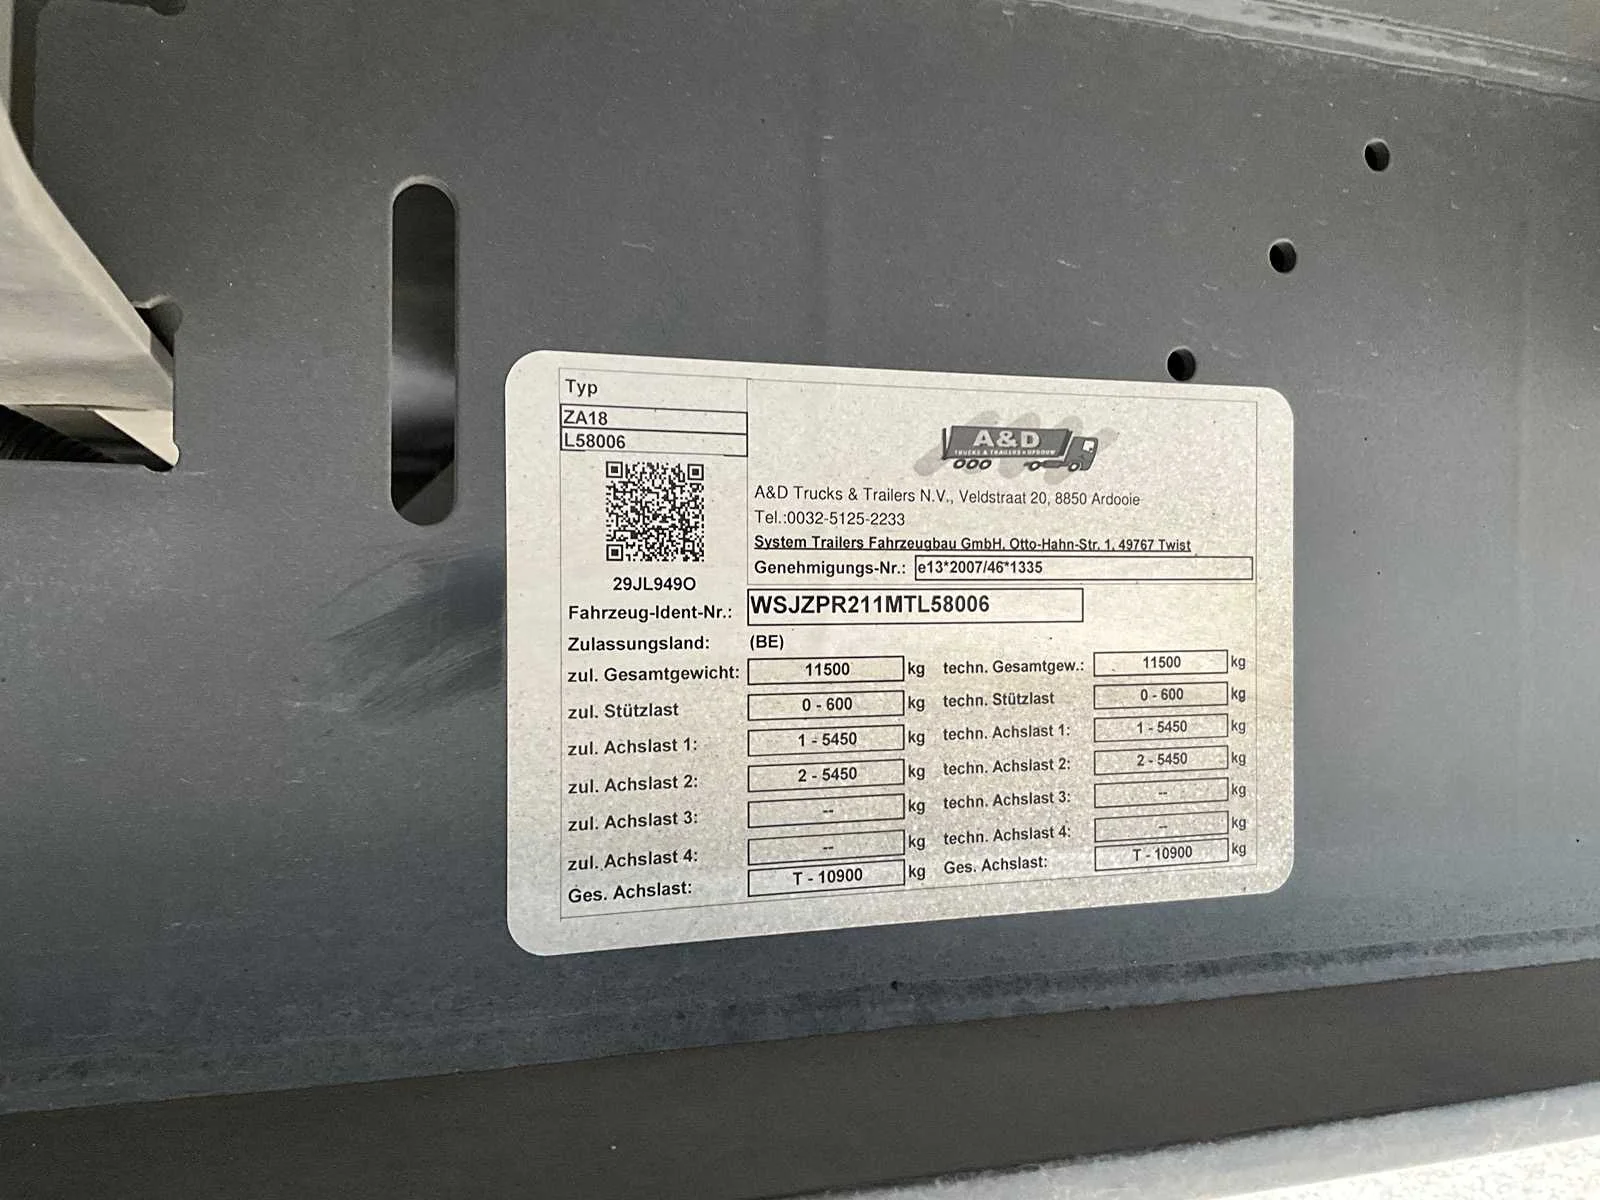 Typ
ZA18
L58006
A&D
TRUCKS & TRAILERS • OPBOUW
A&D Trucks & Trailers N.V., Veldstraat 20, 8850 Ardooie
Tel.:0032-5125-2233
System Trailers Fahrzeugbau GmbH, Otto-Hahn-Str. 1, 49767 Twist
Genehmigungs-Nr.: e13*2007/46*1335
29JL949O
Fahrzeug-Ident-Nr.: WSJZPR211MTL58006
Zulassungsland: (BE)
zul. Gesamtgewicht: 11500 kg techn. Gesamtgew.: 11500 kg
zul. Stützlast 0 - 600 kg techn. Stützlast 0 - 600 kg
zul. Achslast 1: 1 - 5450 kg techn. Achslast 1: 1 - 5450 kg
zul. Achslast 2: 2 - 5450 kg techn. Achslast 2: 2 - 5450 kg
zul. Achslast 3: -- kg techn. Achslast 3: -- kg
zul. Achslast 4: -- kg techn. Achslast 4: -- kg
Ges. Achslast: T - 10900 kg Ges. Achslast: T - 10900 kg